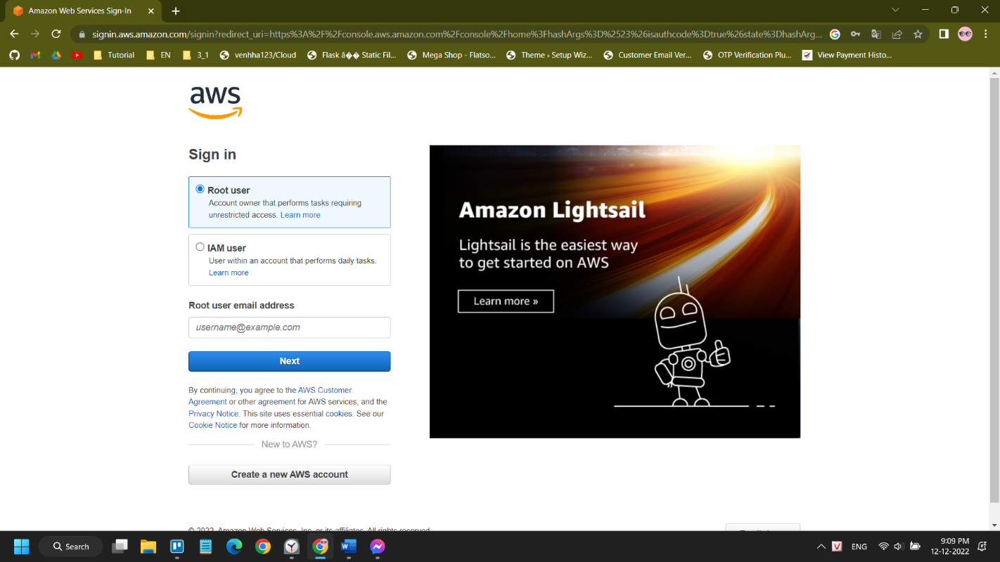 Amazon Web Services Sign-In
signin.aws.amazon.com/signin?redirect_uri=https%3A%2F%2Fconsole.aws.amazon.com%2Fconsole%2Fhome%3FhashArgs%3D%2523%26isauthcode%3Dtrue%26state%3DhashArg...
Tutorial
EN
3_1
venhha123/Cloud
Flask â�� Static Fil...
Mega Shop - Flatso...
Theme › Setup Wiz...
Customer Email Ver...
OTP Verification Plu...
View Payment Histo...
aws
Sign in
Root user
Account owner that performs tasks requiring
unrestricted access. Learn more
IAM user
User within an account that performs daily tasks.
Learn more
Root user email address
username@example.com
Next
By continuing, you agree to the AWS Customer
Agreement or other agreement for AWS services, and the
Privacy Notice. This site uses essential cookies. See our
Cookie Notice for more information.
New to AWS?
Create a new AWS account
Amazon Lightsail
Lightsail is the easiest way
to get started on AWS
Learn more »
© 2022, Amazon Web Services, Inc. or its affiliates. All rights reserved.
Search
ENG
9:09 PM
12-12-2022